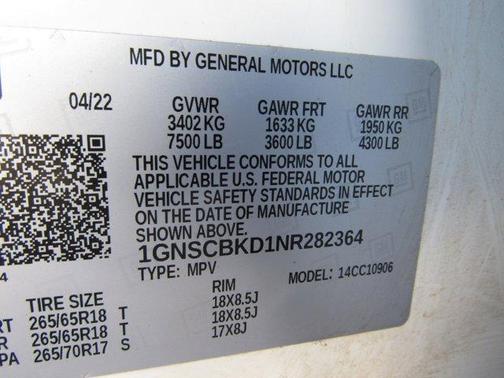 MFD BY GENERAL MOTORS LLC
04/22 GVWR GAWR FRT GAWR RR
3402 KG 1633 KG 1950 KG
7500 LB 3600 LB 4300 LB
THIS VEHICLE CONFORMS TO ALL
APPLICABLE U.S. FEDERAL MOTOR
VEHICLE SAFETY STANDARDS IN EFFECT
ON THE DATE OF MANUFACTURE
SHOWN ABOVE.
1GNSCBKD1NR282364
4
TYPE: MPV MODEL: 14CC10906
TIRE SIZE RIM
RT 265/65R18 T 18X8.5J
R 265/65R18 T 18X8.5J
PA 265/70R17 S 17X8J